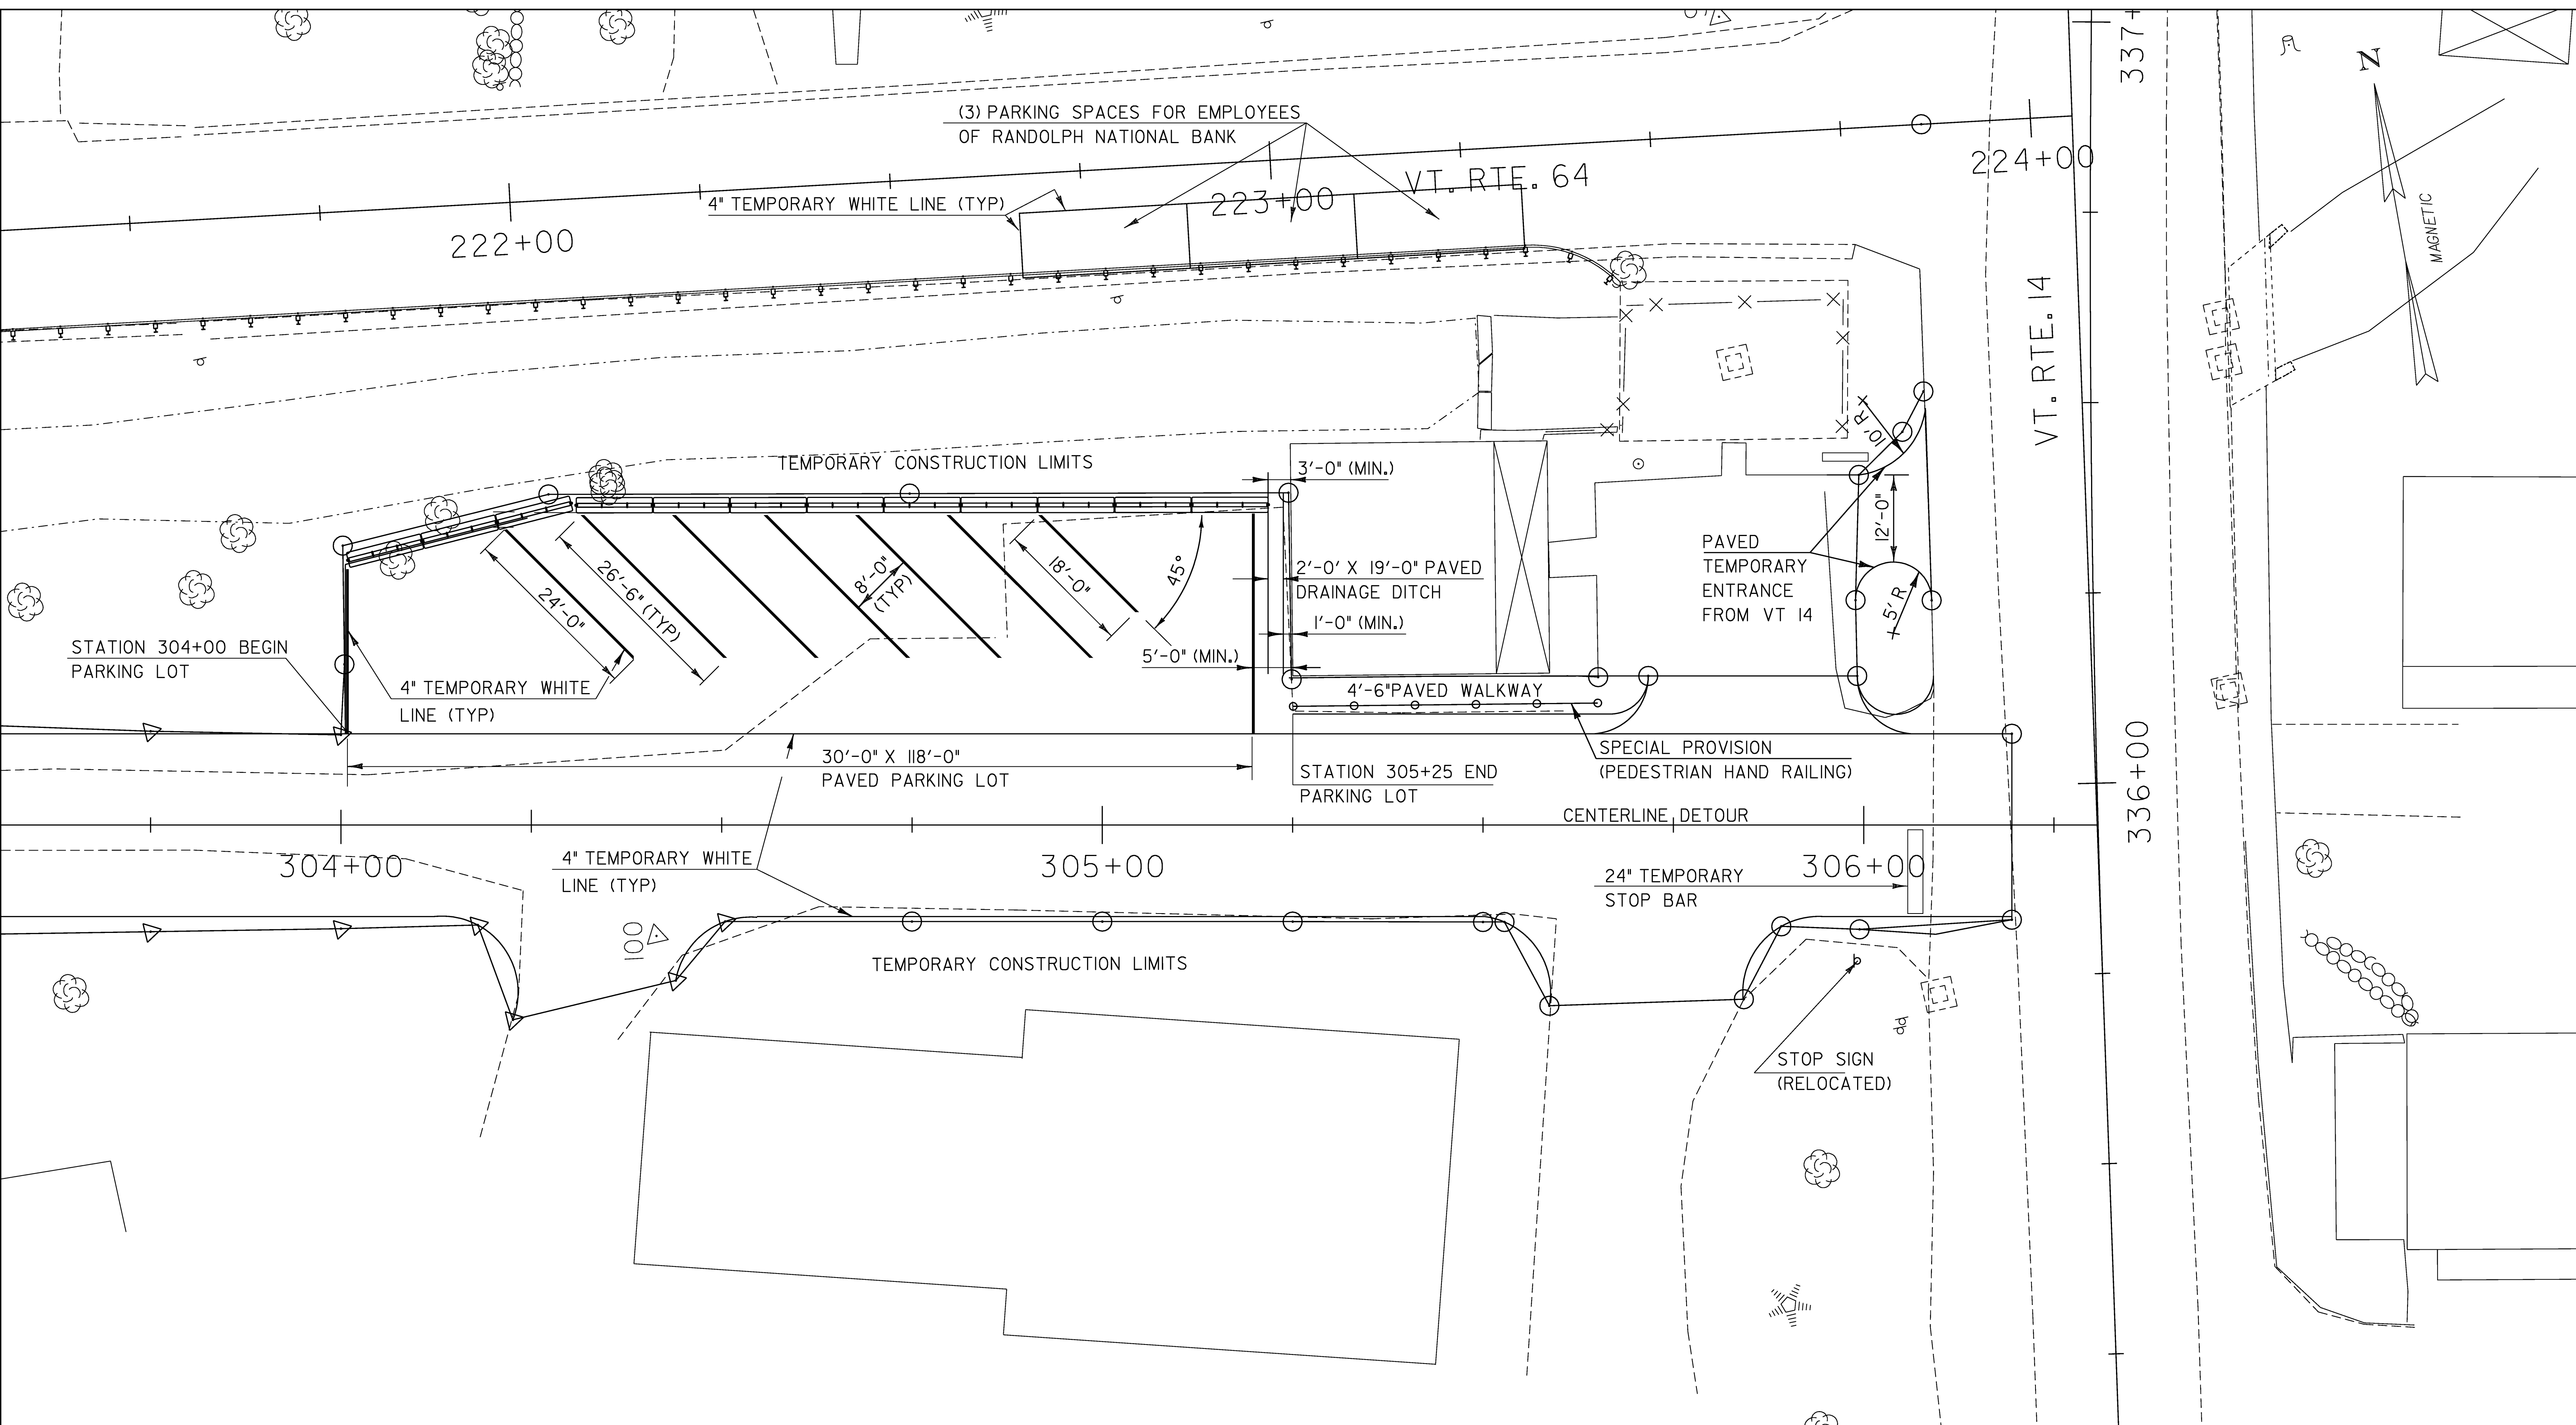 337+
N
MAGNETIC
(3) PARKING SPACES FOR EMPLOYEES
OF RANDOLPH NATIONAL BANK
224+00
VT. RTE. 64
223+00
4" TEMPORARY WHITE LINE (TYP)
222+00
VT. RTE. 14
10'-0" R
TEMPORARY CONSTRUCTION LIMITS
3'-0" (MIN.)
12'-0"
24'-0"
26'-6" (TYP)
8'-0"
(TYP)
18'-0"
45°
2'-0' X 19'-0" PAVED
DRAINAGE DITCH
PAVED
TEMPORARY
ENTRANCE
FROM VT 14
5' R
1'-0" (MIN.)
STATION 304+00 BEGIN
PARKING LOT
5'-0" (MIN.)
4" TEMPORARY WHITE
LINE (TYP)
4'-6"PAVED WALKWAY
30'-0" X 118'-0"
PAVED PARKING LOT
STATION 305+25 END
PARKING LOT
SPECIAL PROVISION
(PEDESTRIAN HAND RAILING)
336+00
CENTERLINE DETOUR
304+00
305+00
306+00
4" TEMPORARY WHITE
LINE (TYP)
24" TEMPORARY
STOP BAR
100
TEMPORARY CONSTRUCTION LIMITS
STOP SIGN
(RELOCATED)